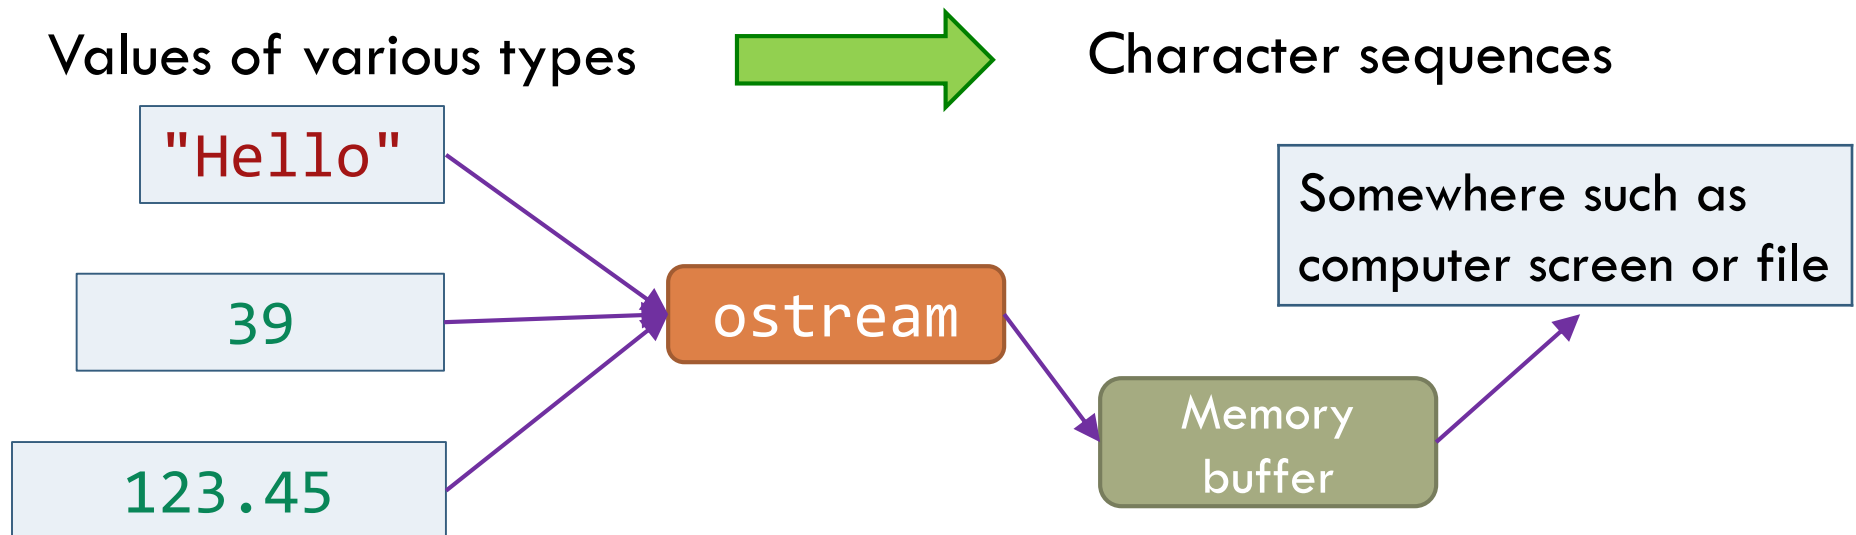 Values of various types
Character sequences
"Hello"
39
123.45
ostream
Memory
buffer
Somewhere such as
computer screen or file